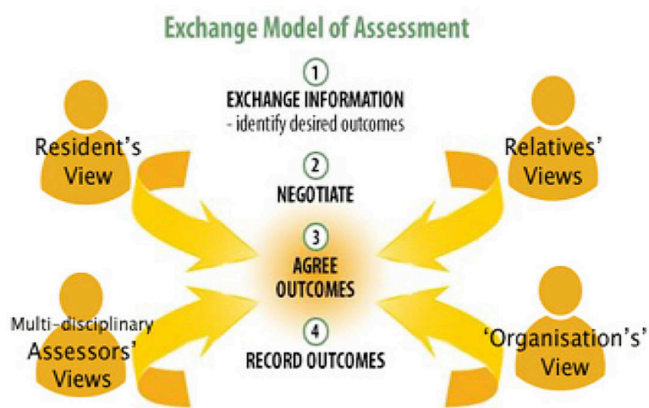 Exchange Model of Assessment
1
EXCHANGE INFORMATION
- identify desired outcomes
Resident's
View
Relatives'
Views
2
NEGOTIATE
3
AGREE
OUTCOMES
Multi-disciplinary
Assessors'
Views
'Organisation's'
View
4
RECORD OUTCOMES